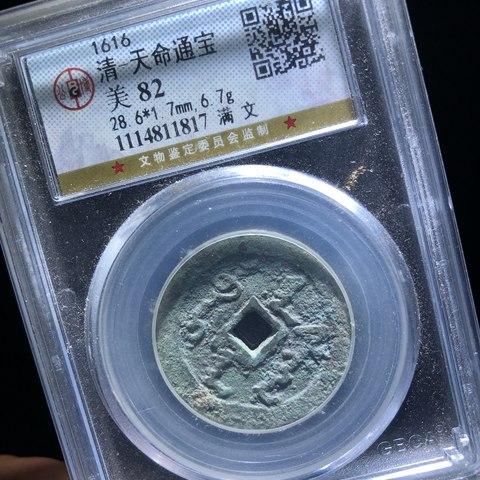 1616
清-天命通宝
美 82
28.6*1.7mm, 6.7g
1114811817 满文
★ 文物鉴定委员会监制 ★
GBCA